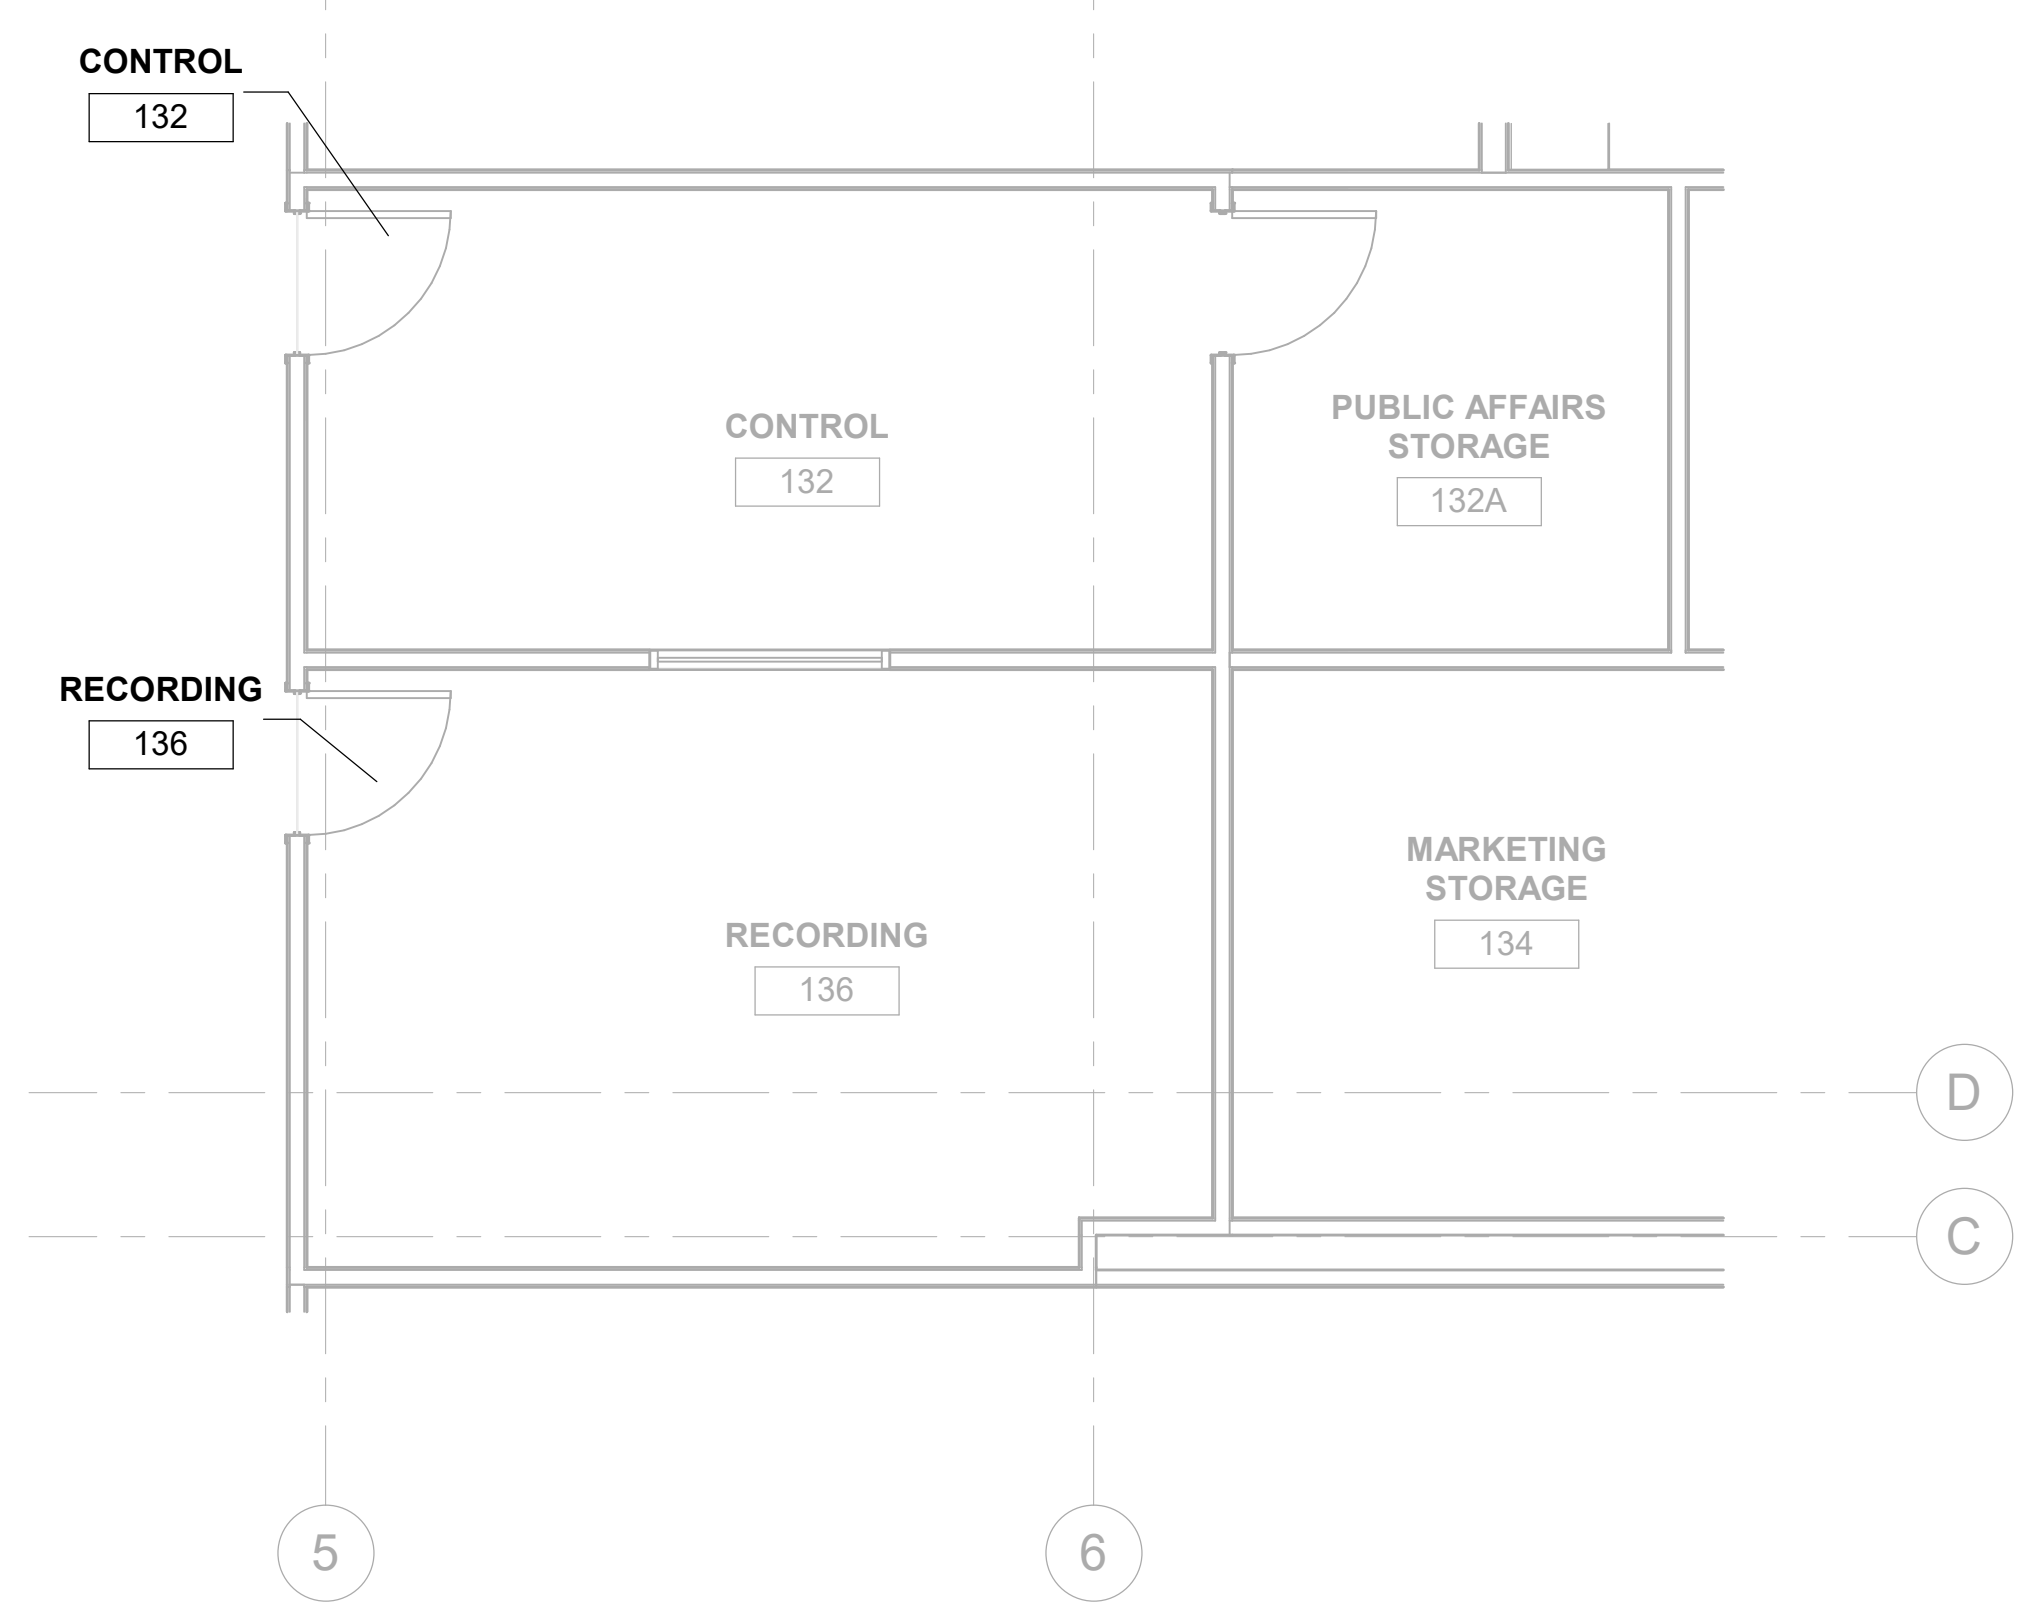 CONTROL
132
CONTROL
132
PUBLIC AFFAIRS
STORAGE
132A
RECORDING
136
MARKETING
STORAGE
134
RECORDING
136
D
C
5
6